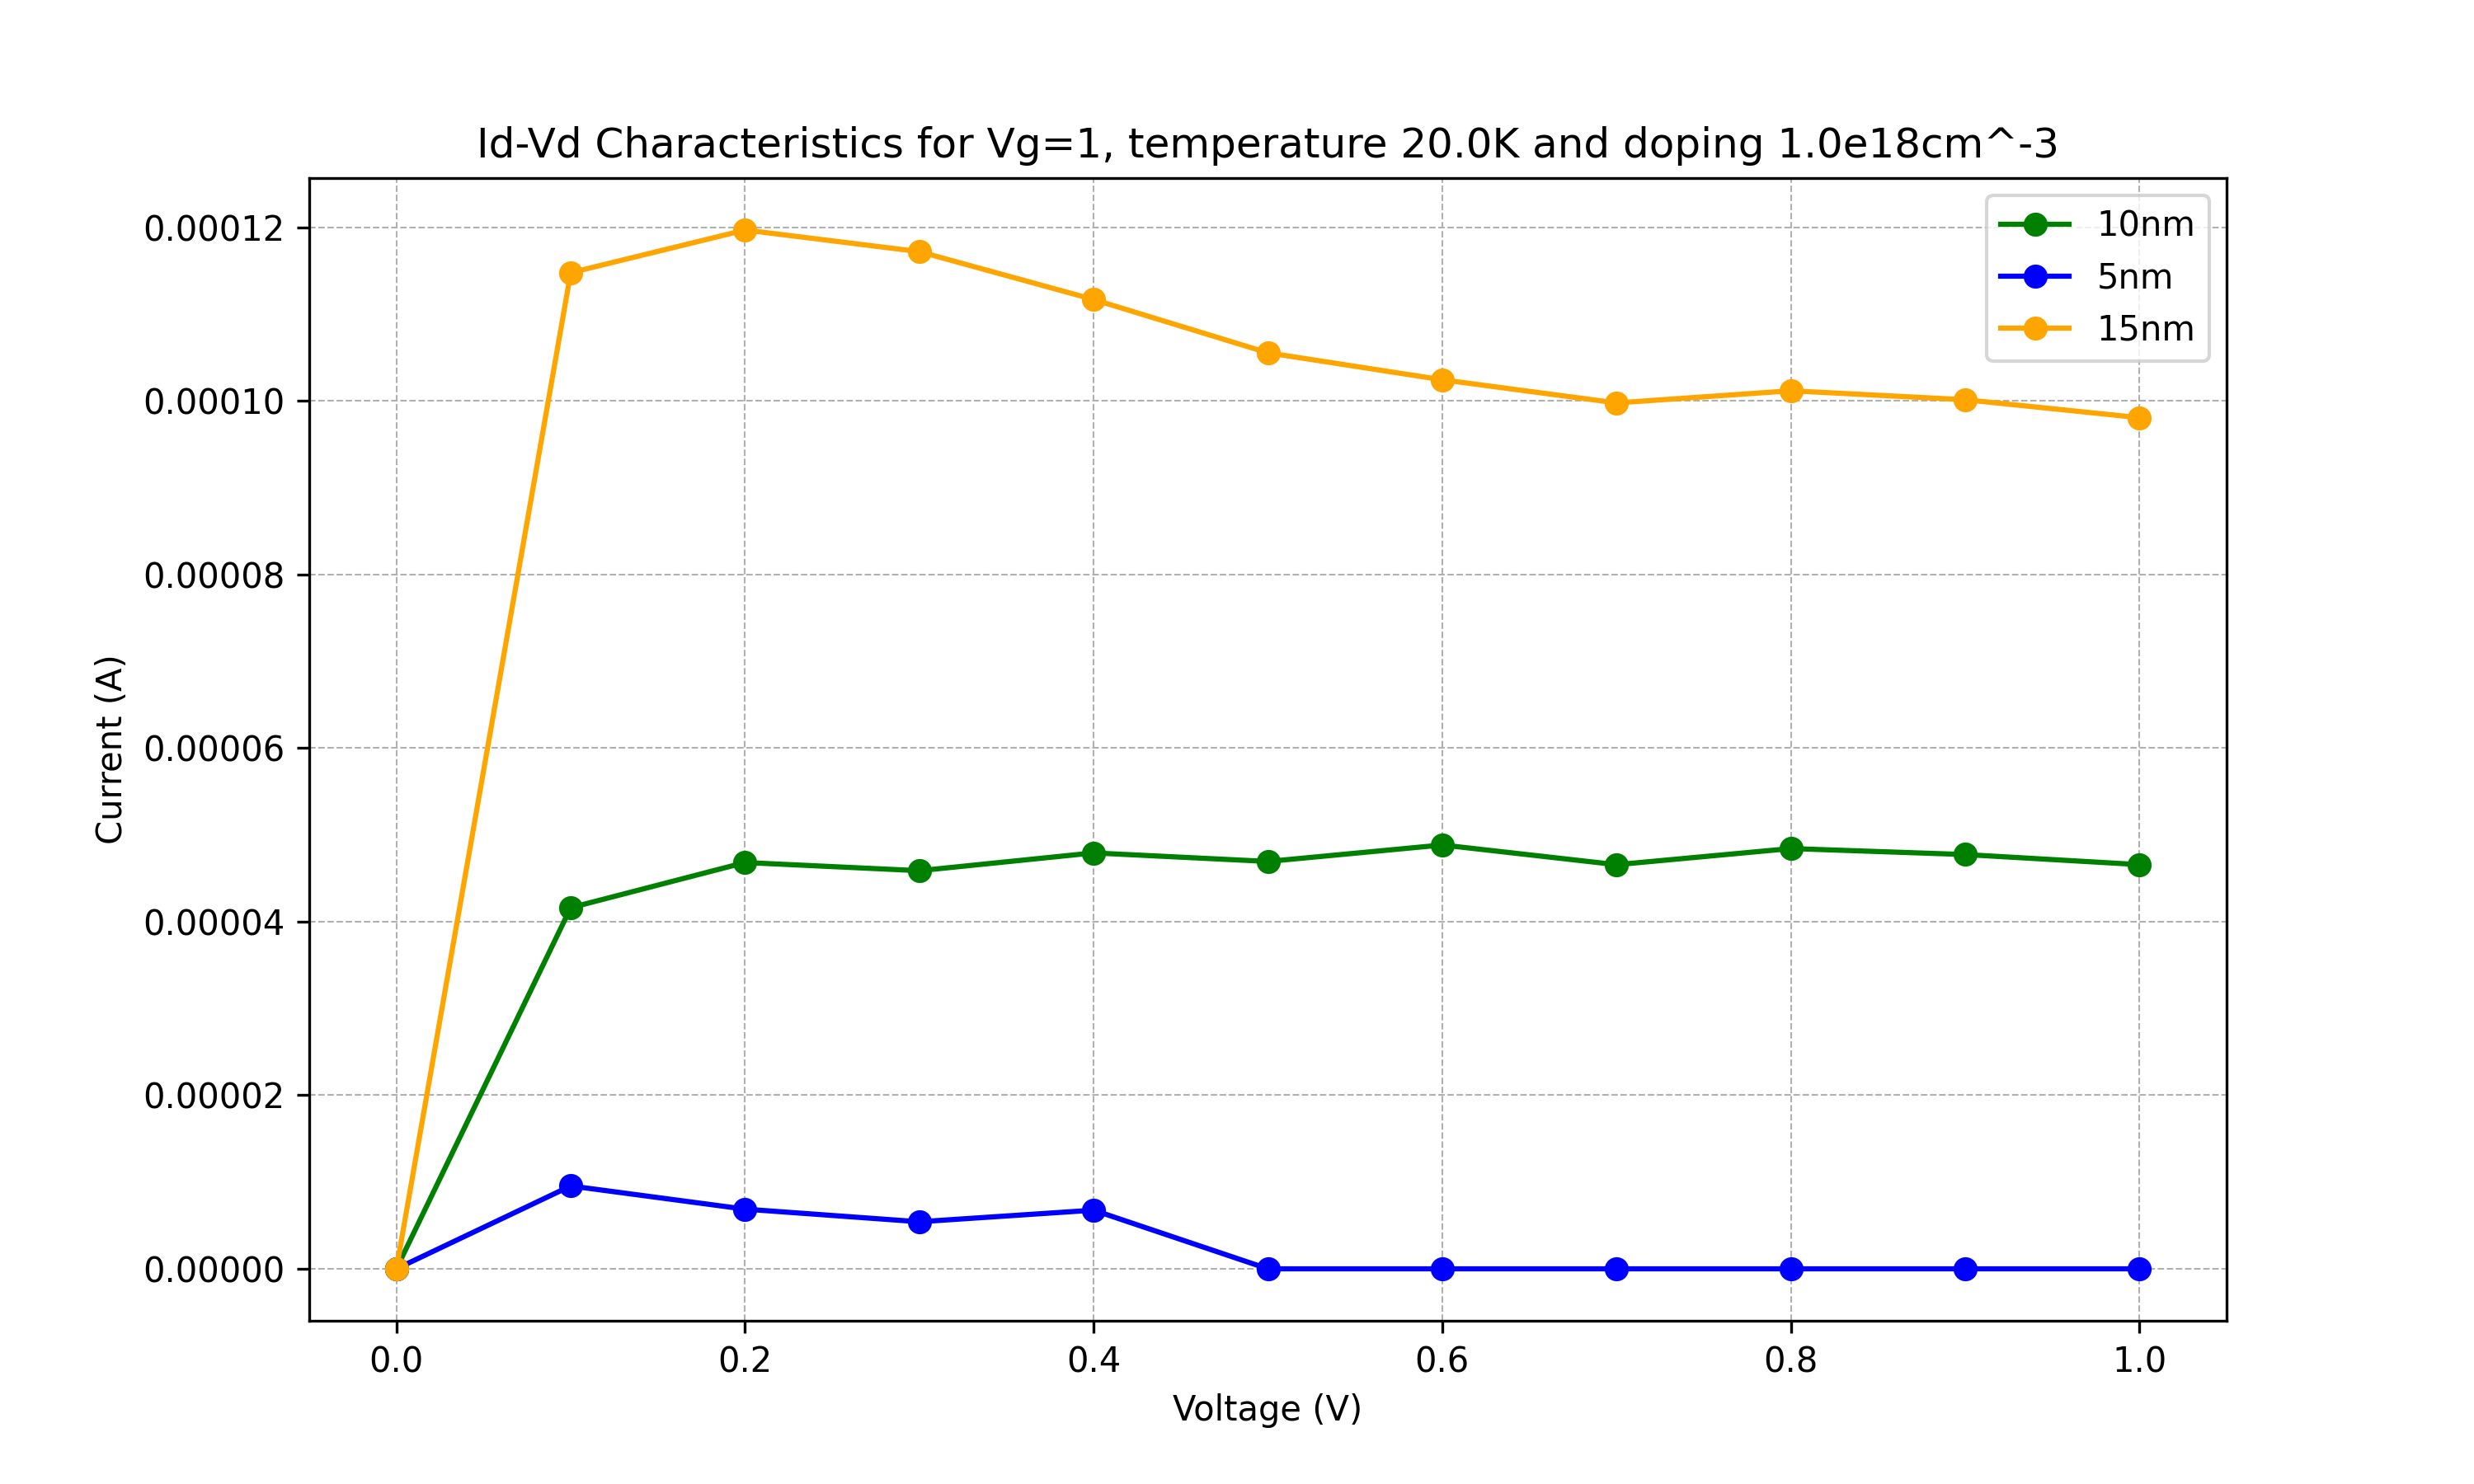 Id-Vd Characteristics for Vg=1, temperature 20.0K and doping 1.0e18cm^-3
10nm
5nm
15nm
0.00012
0.00010
0.00008
0.00006
0.00004
0.00002
0.00000
Current (A)
0.0 0.2 0.4 0.6 0.8 1.0
Voltage (V)